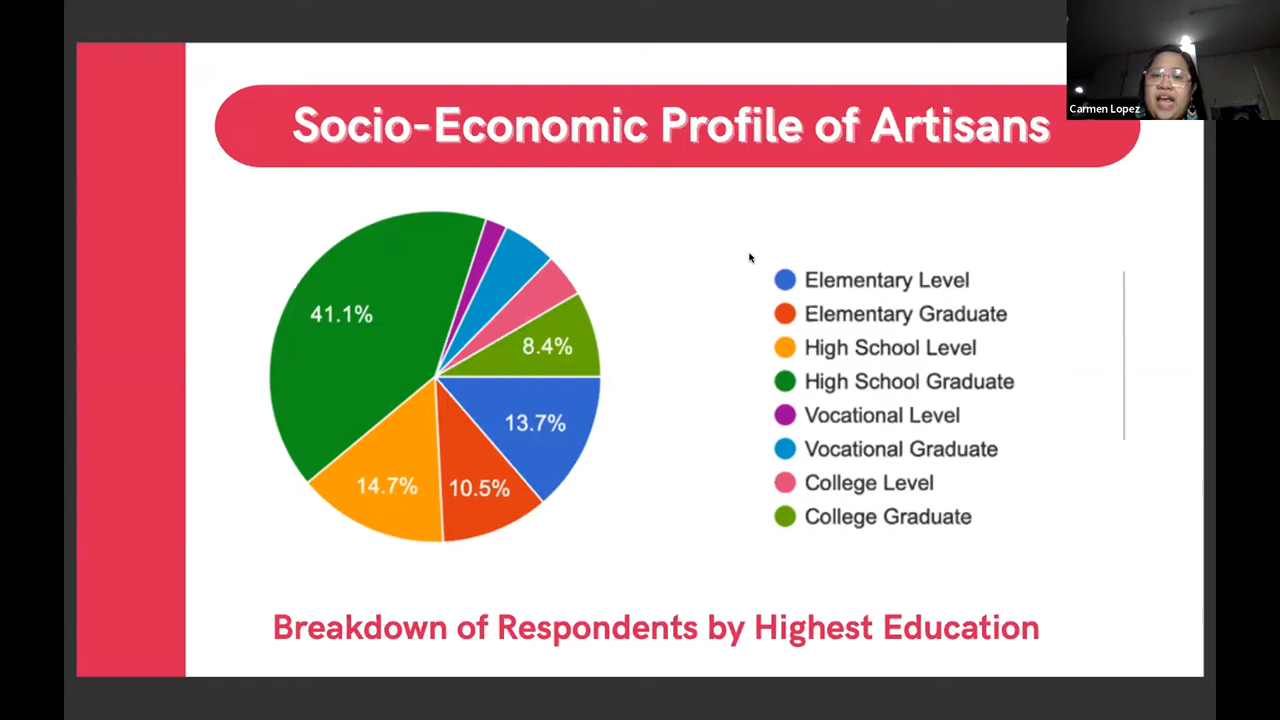 Socio-Economic Profile of Artisans
Carmen Lopez
41.1%
8.4%
13.7%
14.7%
10.5%
Elementary Level
Elementary Graduate
High School Level
High School Graduate
Vocational Level
Vocational Graduate
College Level
College Graduate
Breakdown of Respondents by Highest Education